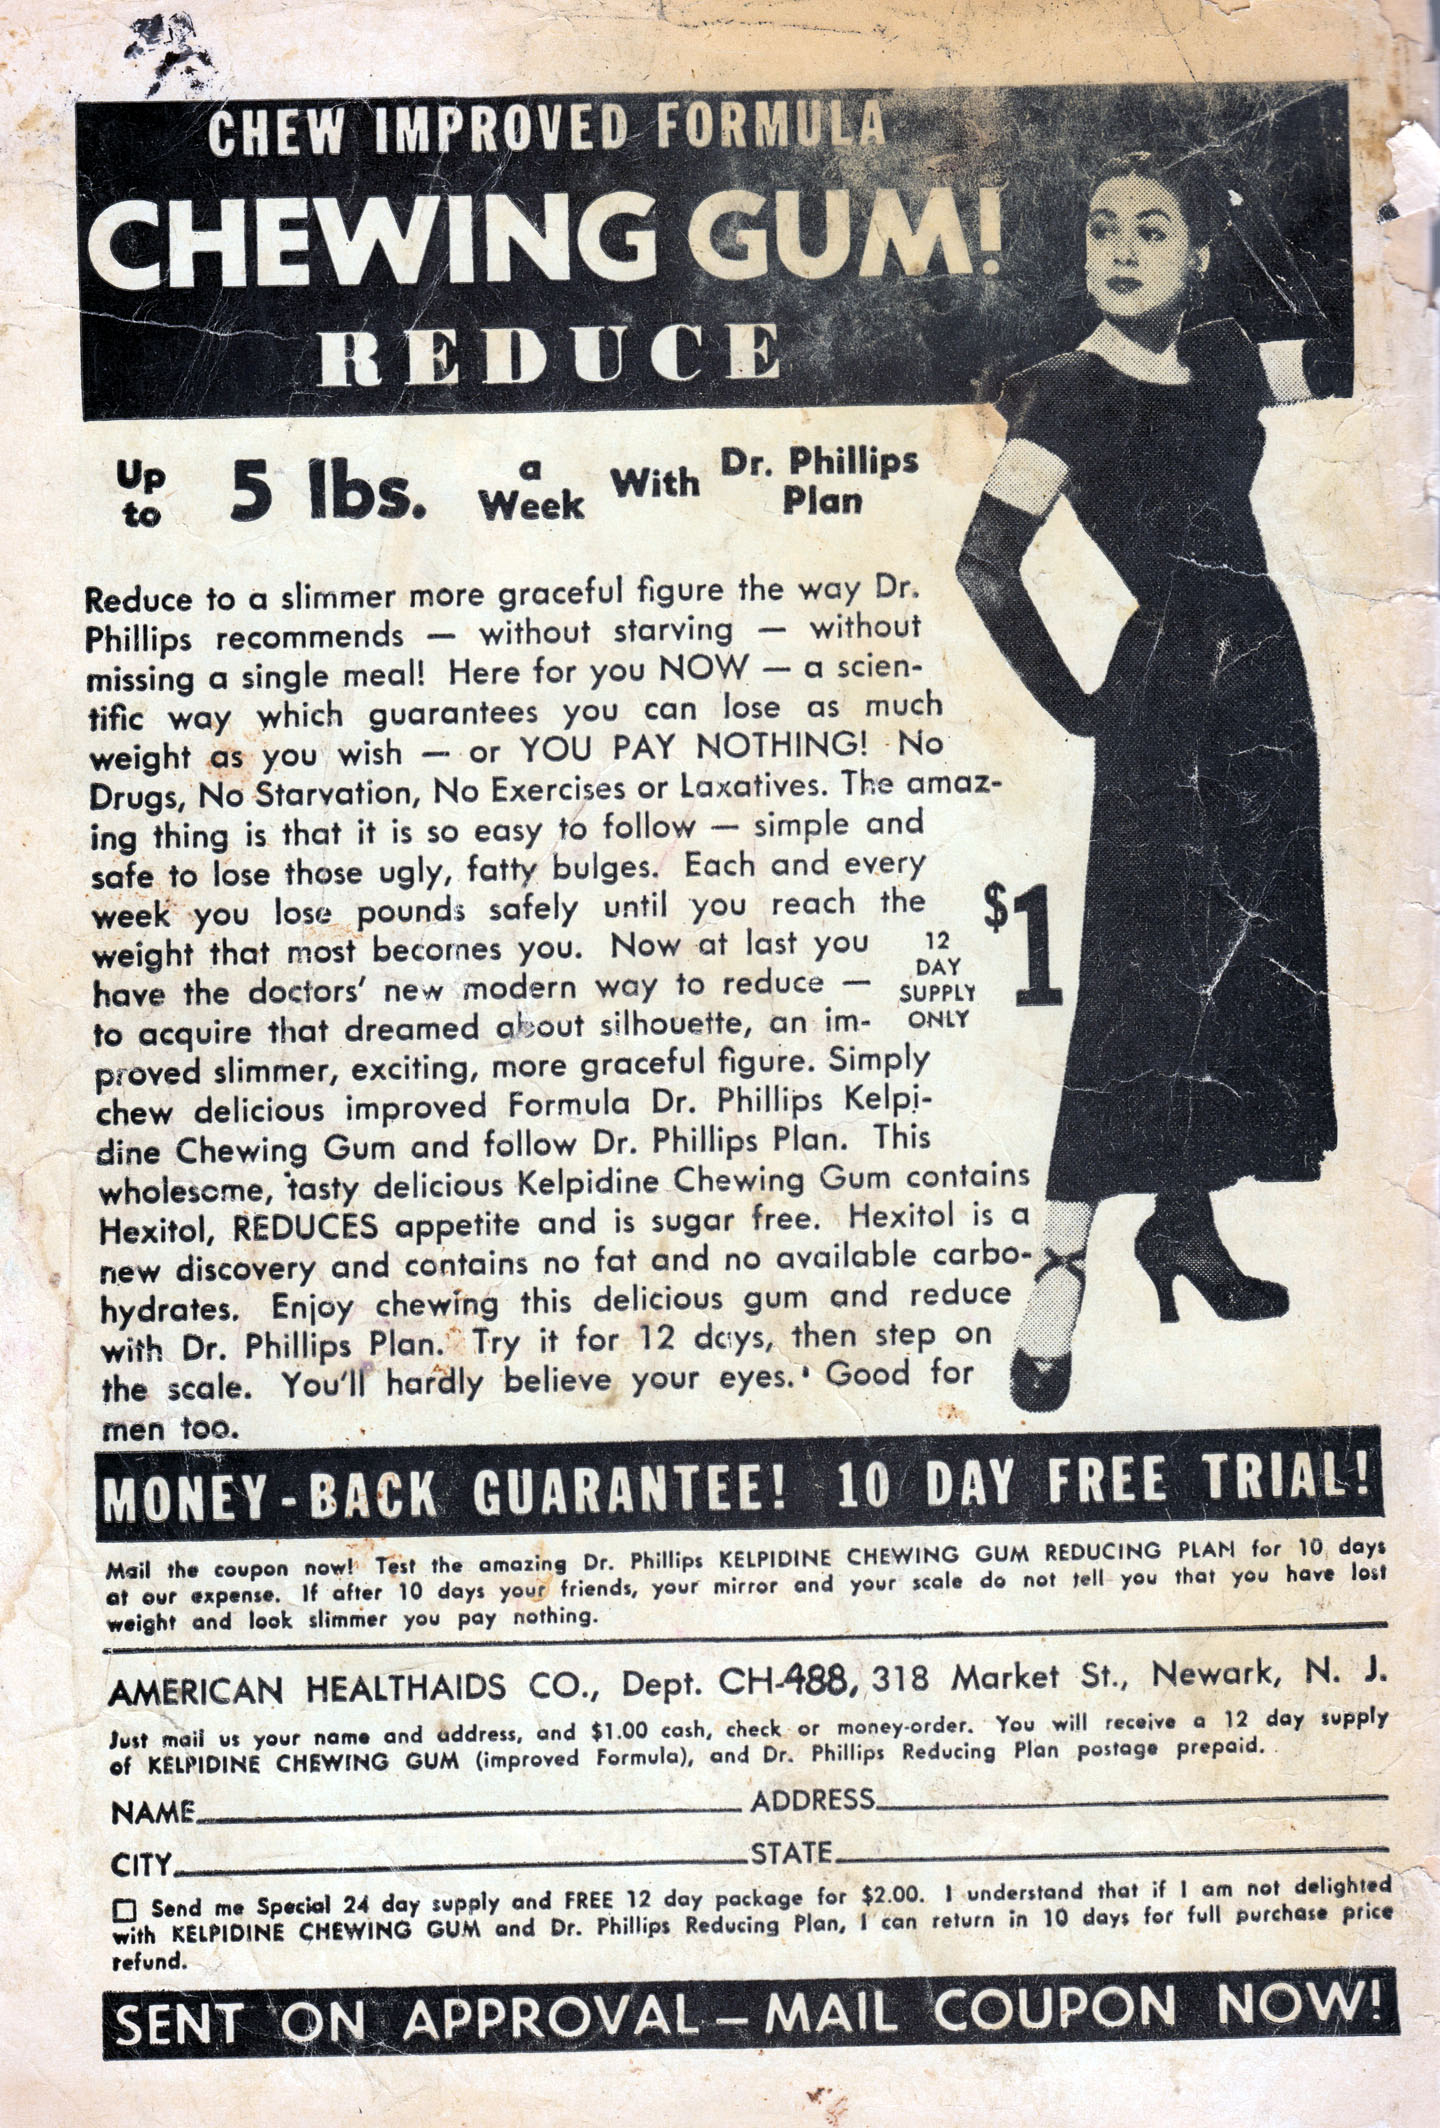 CHEW IMPROVED FORMULA
CHEWING GUM!
REDUCE
Up to 5 lbs. a Week With Dr. Phillips Plan
Reduce to a slimmer more graceful figure the way Dr.
Phillips recommends — without starving — without
missing a single meal! Here for you NOW — a scien-
tific way which guarantees you can lose as much
weight as you wish — or YOU PAY NOTHING! No
Drugs, No Starvation, No Exercises or Laxatives. The amaz-
ing thing is that it is so easy to follow — simple and
safe to lose those ugly, fatty bulges. Each and every
week you lose pounds safely until you reach the
weight that most becomes you. Now at last you
have the doctors' new modern way to reduce —
to acquire that dreamed about silhouette, an im-
proved slimmer, exciting, more graceful figure. Simply
chew delicious improved Formula Dr. Phillips Kelpi-
dine Chewing Gum and follow Dr. Phillips Plan. This
wholesome, tasty delicious Kelpidine Chewing Gum contains
Hexitol, REDUCES appetite and is sugar free. Hexitol is a
new discovery and contains no fat and no available carbo-
hydrates. Enjoy chewing this delicious gum and reduce
with Dr. Phillips Plan. Try it for 12 days, then step on
the scale. You'll hardly believe your eyes. Good for
men too.
12
DAY
SUPPLY
ONLY
$1
MONEY-BACK GUARANTEE! 10 DAY FREE TRIAL!
Mail the coupon now! Test the amazing Dr. Phillips KELPIDINE CHEWING GUM REDUCING PLAN for 10 days
at our expense. If after 10 days your friends, your mirror and your scale do not tell you that you have lost
weight and look slimmer you pay nothing.
AMERICAN HEALTHAIDS CO., Dept. CH-488, 318 Market St., Newark, N. J.
Just mail us your name and address, and $1.00 cash, check or money-order. You will receive a 12 day supply
of KELPIDINE CHEWING GUM (improved Formula), and Dr. Phillips Reducing Plan postage prepaid.
NAME ADDRESS
CITY STATE
Send me Special 24 day supply and FREE 12 day package for $2.00. I understand that if I am not delighted
with KELPIDINE CHEWING GUM and Dr. Phillips Reducing Plan, I can return in 10 days for full purchase price
refund.
SENT ON APPROVAL — MAIL COUPON NOW!